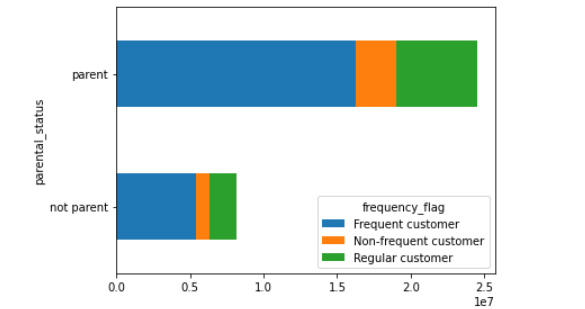 parental_status
parent
not parent
frequency_flag
Frequent customer
Non-frequent customer
Regular customer
0.0 0.5 1.0 1.5 2.0 2.5
1e7